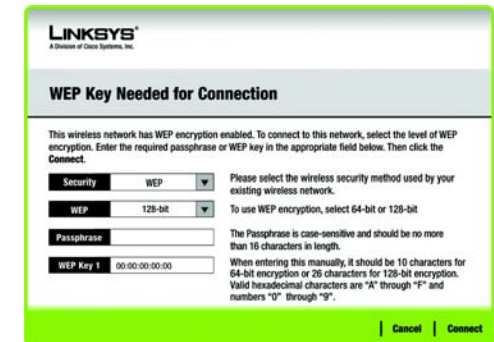 LINKSYS®
A Division of Cisco Systems, Inc.
WEP Key Needed for Connection
This wireless network has WEP encryption enabled. To connect to this network, select the level of WEP
encryption. Enter the required passphrase or WEP key in the appropriate field below. Then click the
Connect.
Security WEP
Please select the wireless security method used by your
existing wireless network.
WEP 128-bit
To use WEP encryption, select 64-bit or 128-bit
Passphrase
The Passphrase is case-sensitive and should be no more
than 16 characters in length.
WEP Key 1 00:00:00:00:00
When entering this manually, it should be 10 characters for
64-bit encryption or 26 characters for 128-bit encryption.
Valid hexadecimal characters are "A" through "F" and
numbers "0" through "9".
Cancel Connect